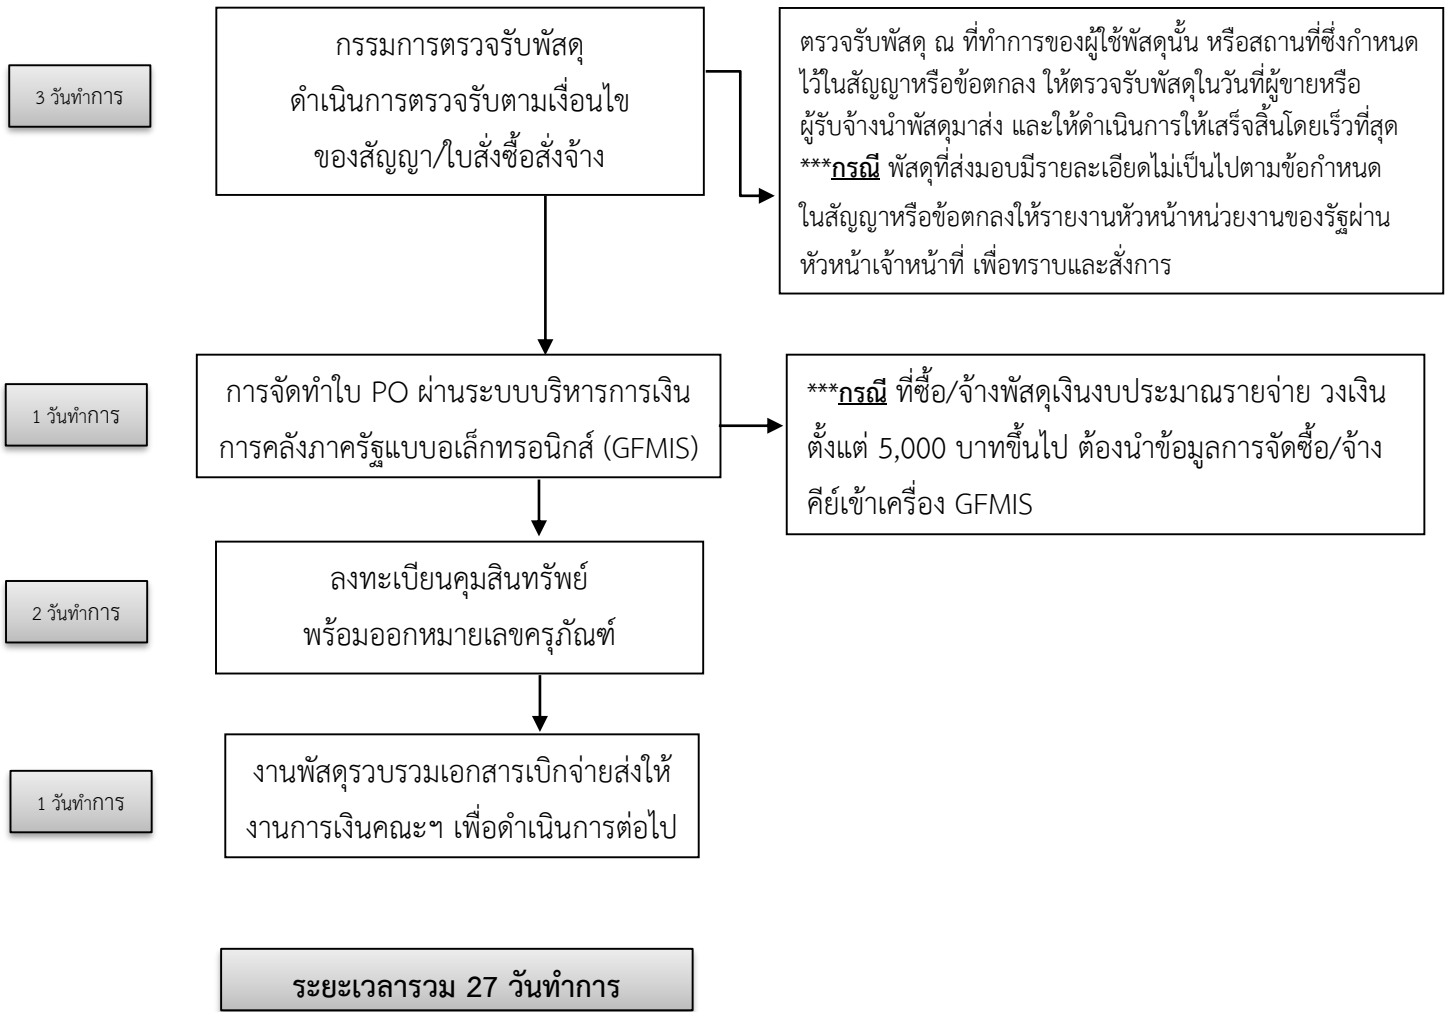 3 วันทำการ
กรรมการตรวจรับพัสดุ
ดำเนินการตรวจรับตามเงื่อนไข
ของสัญญา/ใบสั่งซื้อสั่งจ้าง
ตรวจรับพัสดุ ณ ที่ทำการของผู้ใช้พัสดุนั้น หรือสถานที่ซึ่งกำหนด
ไว้ในสัญญาหรือข้อตกลง ให้ตรวจรับพัสดุในวันที่ผู้ขายหรือ
ผู้รับจ้างนำพัสดุมาส่ง และให้ดำเนินการให้เสร็จสิ้นโดยเร็วที่สุด
***กรณี พัสดุที่ส่งมอบมีรายละเอียดไม่เป็นไปตามข้อกำหนด
ในสัญญาหรือข้อตกลงให้รายงานหัวหน้าหน่วยงานของรัฐผ่าน
หัวหน้าเจ้าหน้าที่ เพื่อทราบและสั่งการ
1 วันทำการ
การจัดทำใบ PO ผ่านระบบบริหารการเงิน
การคลังภาครัฐแบบอเล็กทรอนิกส์ (GFMIS)
***กรณี ที่ซื้อ/จ้างพัสดุเงินงบประมาณรายจ่าย วงเงิน
ตั้งแต่ 5,000 บาทขึ้นไป ต้องนำข้อมูลการจัดซื้อ/จ้าง
คีย์เข้าเครื่อง GFMIS
2 วันทำการ
ลงทะเบียนคุมสินทรัพย์
พร้อมออกหมายเลขครุภัณฑ์
1 วันทำการ
งานพัสดุรวบรวมเอกสารเบิกจ่ายส่งให้
งานการเงินคณะฯ เพื่อดำเนินการต่อไป
ระยะเวลารวม 27 วันทำการ